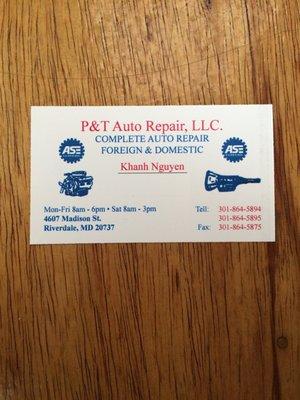 P&T Auto Repair, LLC.
COMPLETE AUTO REPAIR
FOREIGN & DOMESTIC
ASE
ASE
Khanh Nguyen
Mon-Fri 8am - 6pm • Sat 8am - 3pm
4607 Madison St.
Riverdale, MD 20737
Tell: 301-864-5894
301-864-5895
Fax: 301-864-5875